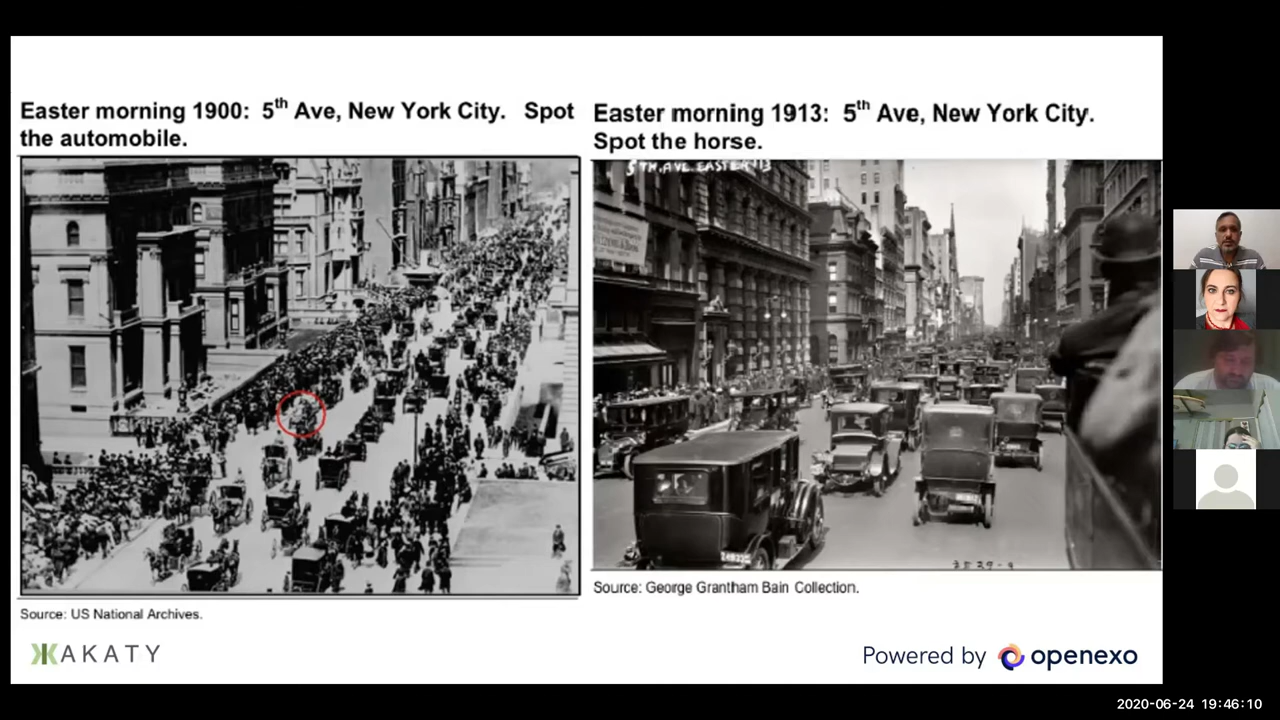 Easter morning 1900: 5th Ave, New York City. Spot
the automobile.
Easter morning 1913: 5th Ave, New York City.
Spot the horse.
5TH. AVE. EASTER '13
Source: US National Archives.
Source: George Grantham Bain Collection.
AKATY
Powered by openexo
2020-06-24 19:46:10